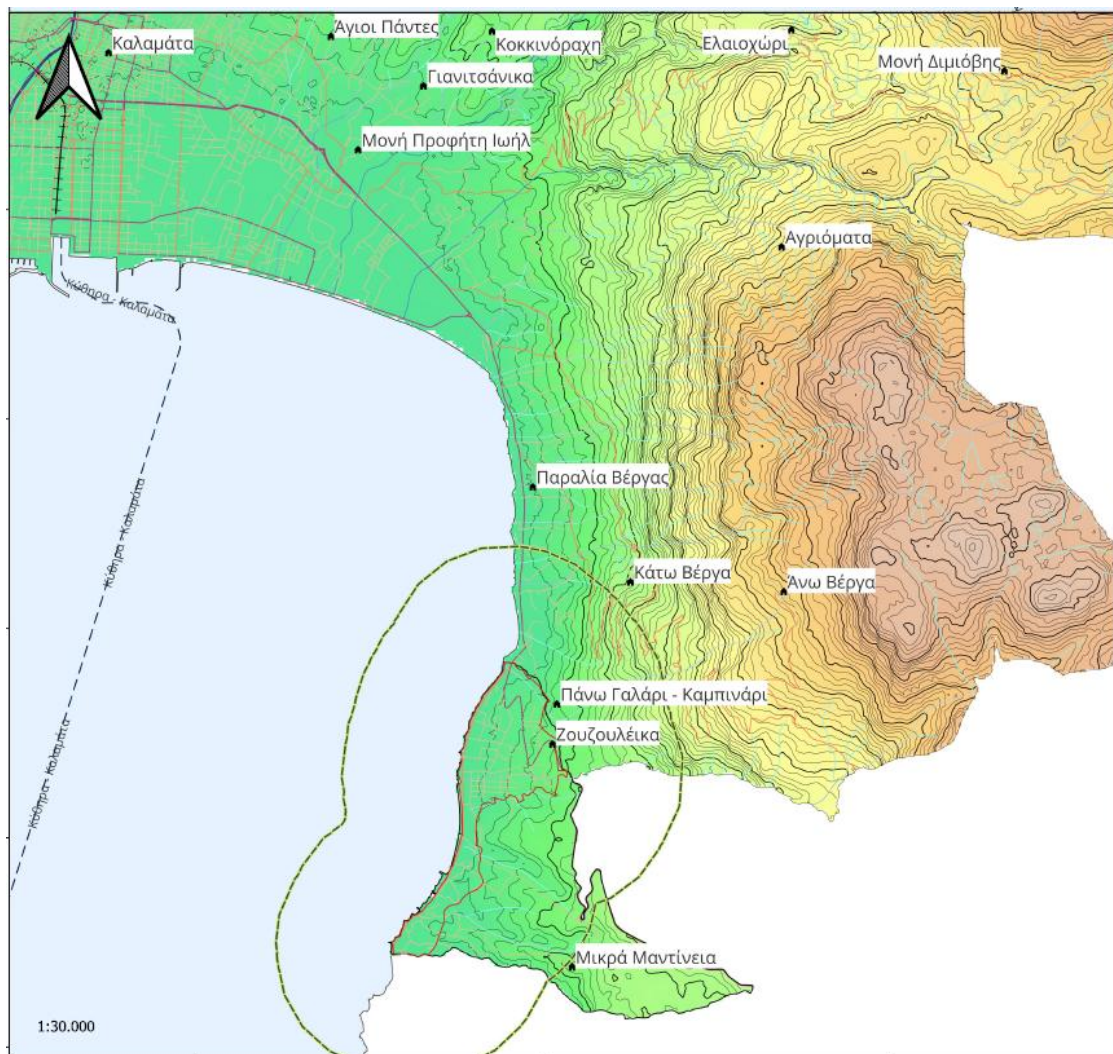 Άγιοι Πάντες
Κοκκινόραχη
Ελαιοχώρι
Καλαμάτα
Μονή Διμιόβης
Γιανιτσάνικα
Μονή Προφήτη Ιωήλ
Αγριόματα
Κύθηρα - Καλαμάτα
Παραλία Βέργας
Κύθηρα - Καλαμάτα
Κάτω Βέργα
Άνω Βέργα
Πάνω Γαλάρι - Καμπινάρι
Ζουζουλέικα
Κύθηρα - Καλαμάτα
Μικρά Μαντίνεια
1:30.000